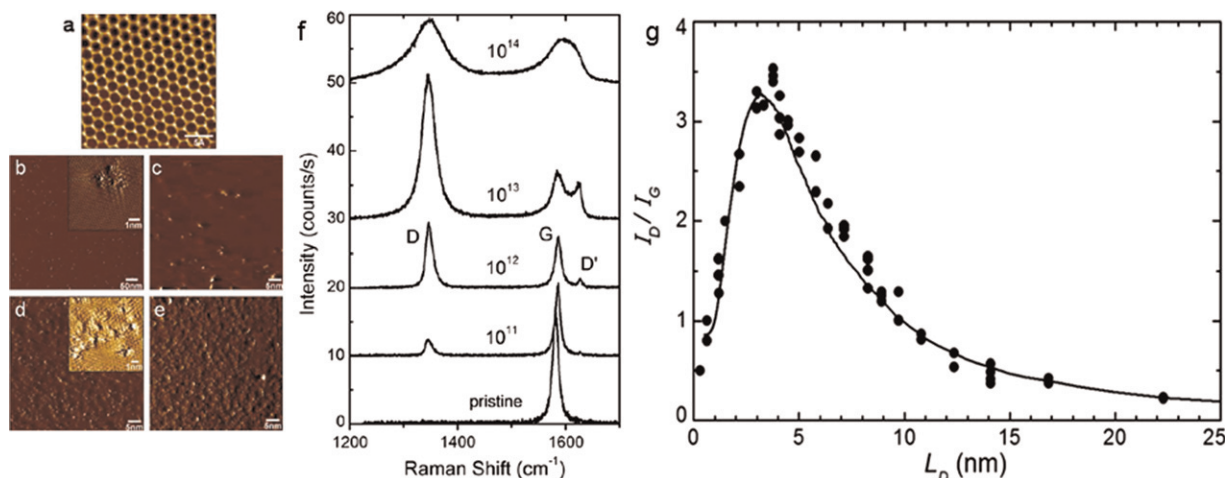 a
b
1nm
50nm
c
5nm
d
1nm
5nm
e
5nm
f
60
50
40
30
20
10
0
Intensity (counts/s)
10^14
10^13
D
G
10^12
D'
10^11
pristine
1200
1400
1600
Raman Shift (cm⁻¹)
g
4
3
2
1
0
I_D / I_G
0
5
10
15
20
25
L_D (nm)